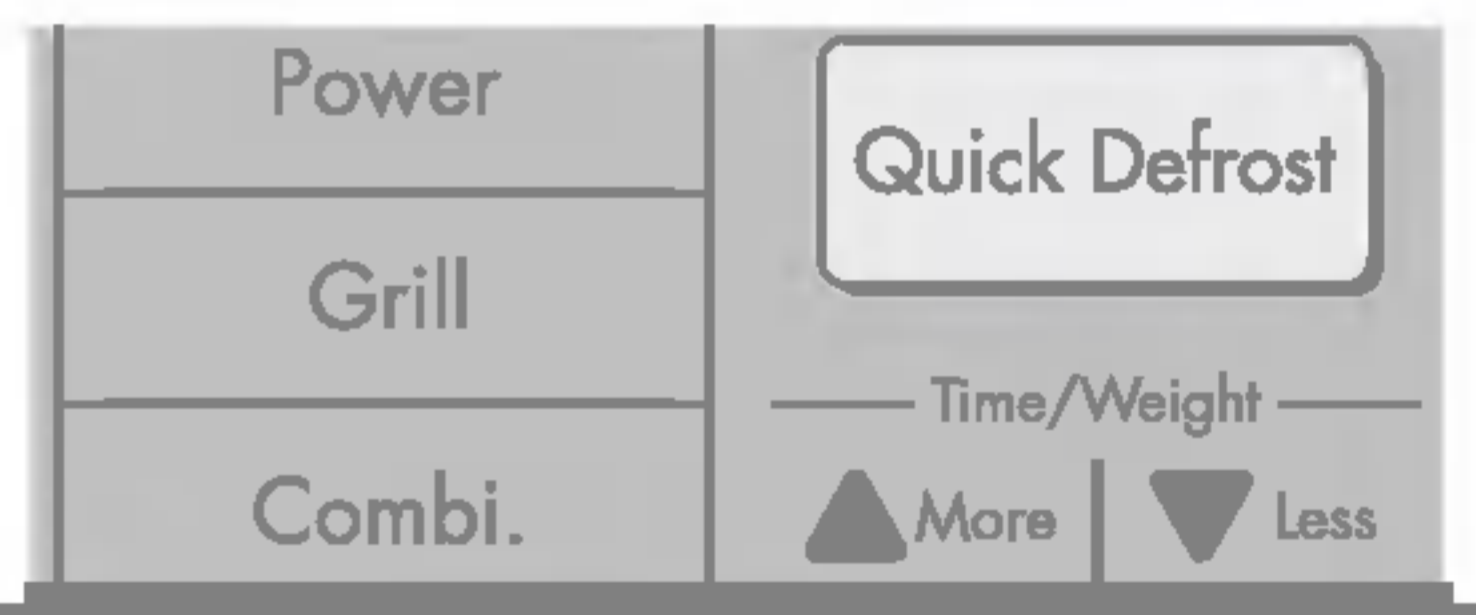 Power
Grill
Combi.
Quick Defrost
Time/Weight
More
Less